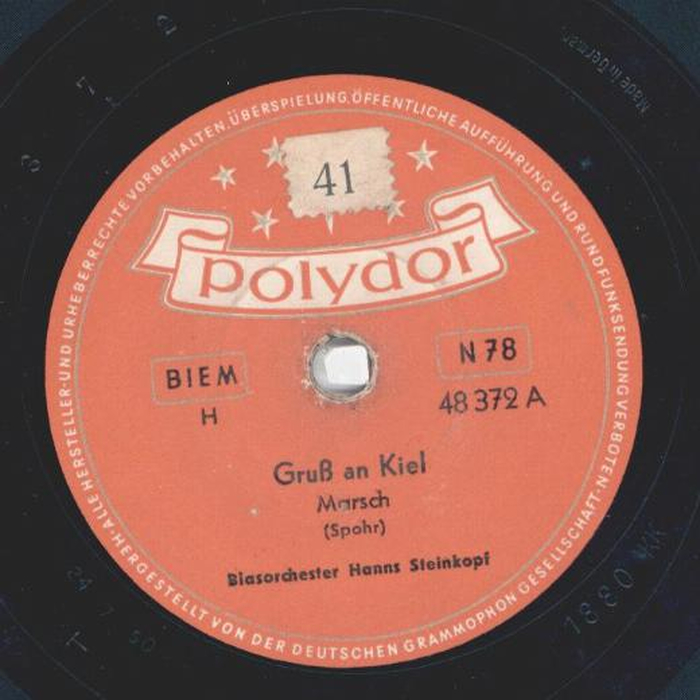 ALLE HERSTELLER-UND URHEBERRECHTE VORBEHALTEN. ÜBERSPIELUNG, ÖFFENTLICHE AUFFÜHRUNG UND RUNDFUNKSENDUNG VERBOTEN.
41
polydor
BIEM
N 78
H
48 372 A
Gruß an Kiel
Marsch
(Spohr)
Blasorchester Hanns Steinkopf
HERGESTELLT VON DER DEUTSCHEN GRAMMOPHON GESELLSCHAFT
Made in Germany
1880